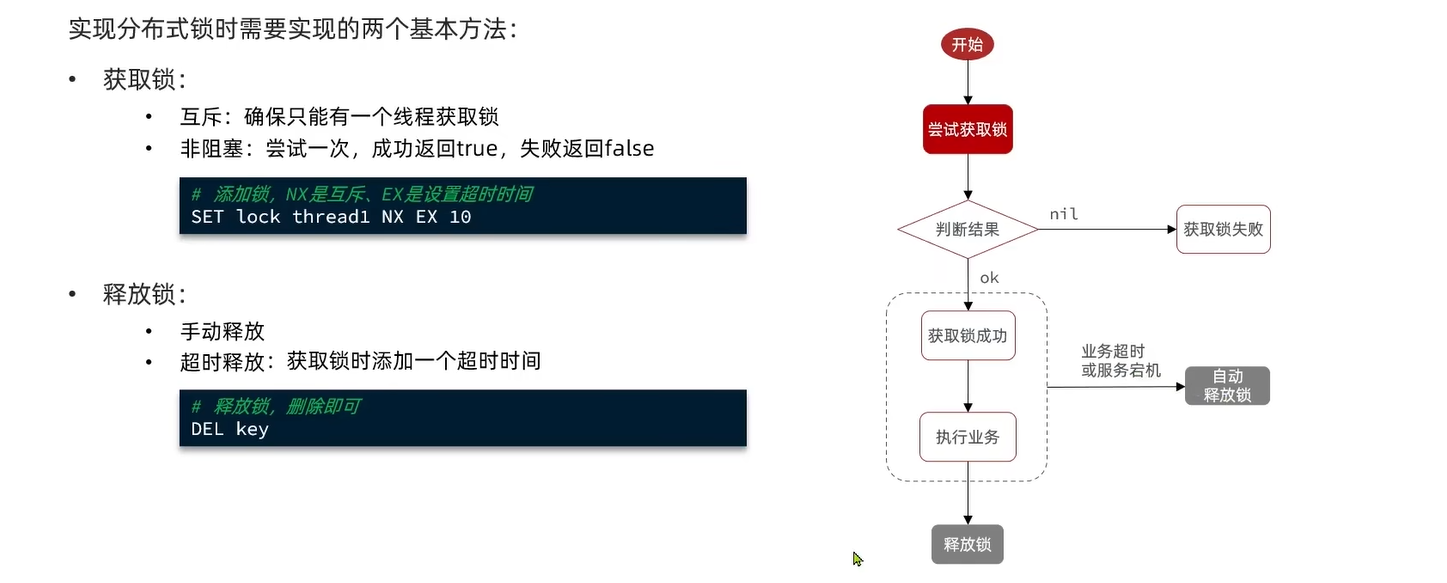 实现分布式锁时需要实现的两个基本方法：
• 获取锁：
• 互斥：确保只能有一个线程获取锁
• 非阻塞：尝试一次，成功返回true，失败返回false
# 添加锁，NX是互斥、EX是设置超时时间
SET lock thread1 NX EX 10
• 释放锁：
• 手动释放
• 超时释放：获取锁时添加一个超时时间
# 释放锁，删除即可
DEL key
开始
尝试获取锁
判断结果
nil
获取锁失败
ok
获取锁成功
执行业务
业务超时
或服务宕机
自动
释放锁
释放锁